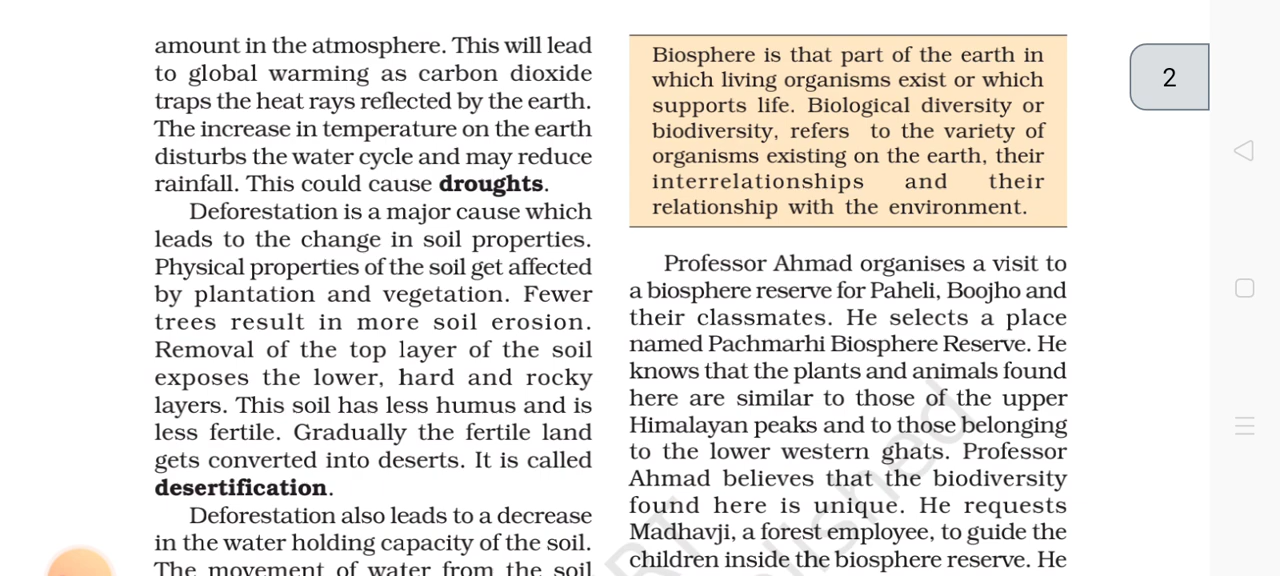 amount in the atmosphere. This will lead
to global warming as carbon dioxide
traps the heat rays reflected by the earth.
The increase in temperature on the earth
disturbs the water cycle and may reduce
rainfall. This could cause droughts.
Deforestation is a major cause which
leads to the change in soil properties.
Physical properties of the soil get affected
by plantation and vegetation. Fewer
trees result in more soil erosion.
Removal of the top layer of the soil
exposes the lower, hard and rocky
layers. This soil has less humus and is
less fertile. Gradually the fertile land
gets converted into deserts. It is called
desertification.
Deforestation also leads to a decrease
in the water holding capacity of the soil.
The movement of water from the soil
Biosphere is that part of the earth in
which living organisms exist or which
supports life. Biological diversity or
biodiversity, refers to the variety of
organisms existing on the earth, their
interrelationships and their
relationship with the environment.
Professor Ahmad organises a visit to
a biosphere reserve for Paheli, Boojho and
their classmates. He selects a place
named Pachmarhi Biosphere Reserve. He
knows that the plants and animals found
here are similar to those of the upper
Himalayan peaks and to those belonging
to the lower western ghats. Professor
Ahmad believes that the biodiversity
found here is unique. He requests
Madhavji, a forest employee, to guide the
children inside the biosphere reserve. He
2